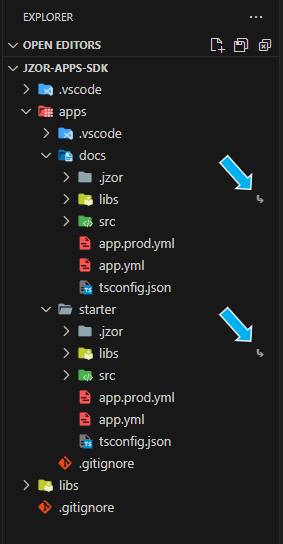 EXPLORER
OPEN EDITORS
JZOR-APPS-SDK
.vscode
apps
.vscode
docs
.jzor
libs
src
app.prod.yml
app.yml
tsconfig.json
starter
.jzor
libs
src
app.prod.yml
app.yml
tsconfig.json
.gitignore
libs
.gitignore